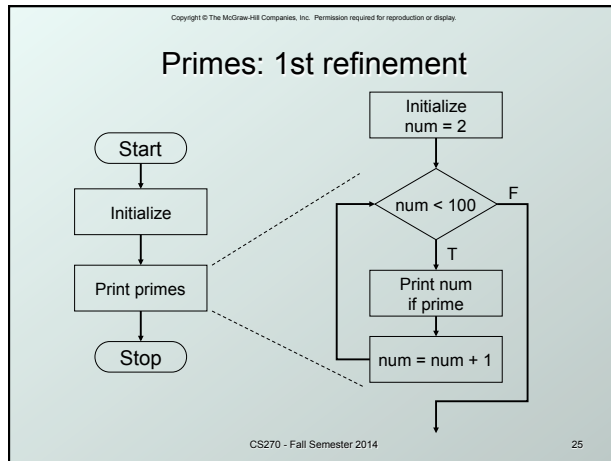 Copyright © The McGraw-Hill Companies, Inc. Permission required for reproduction or display.
Primes: 1st refinement
Start
Initialize
Print primes
Stop
Initialize
num = 2
num < 100
F
T
Print num
if prime
num = num + 1
CS270 - Fall Semester 2014
25